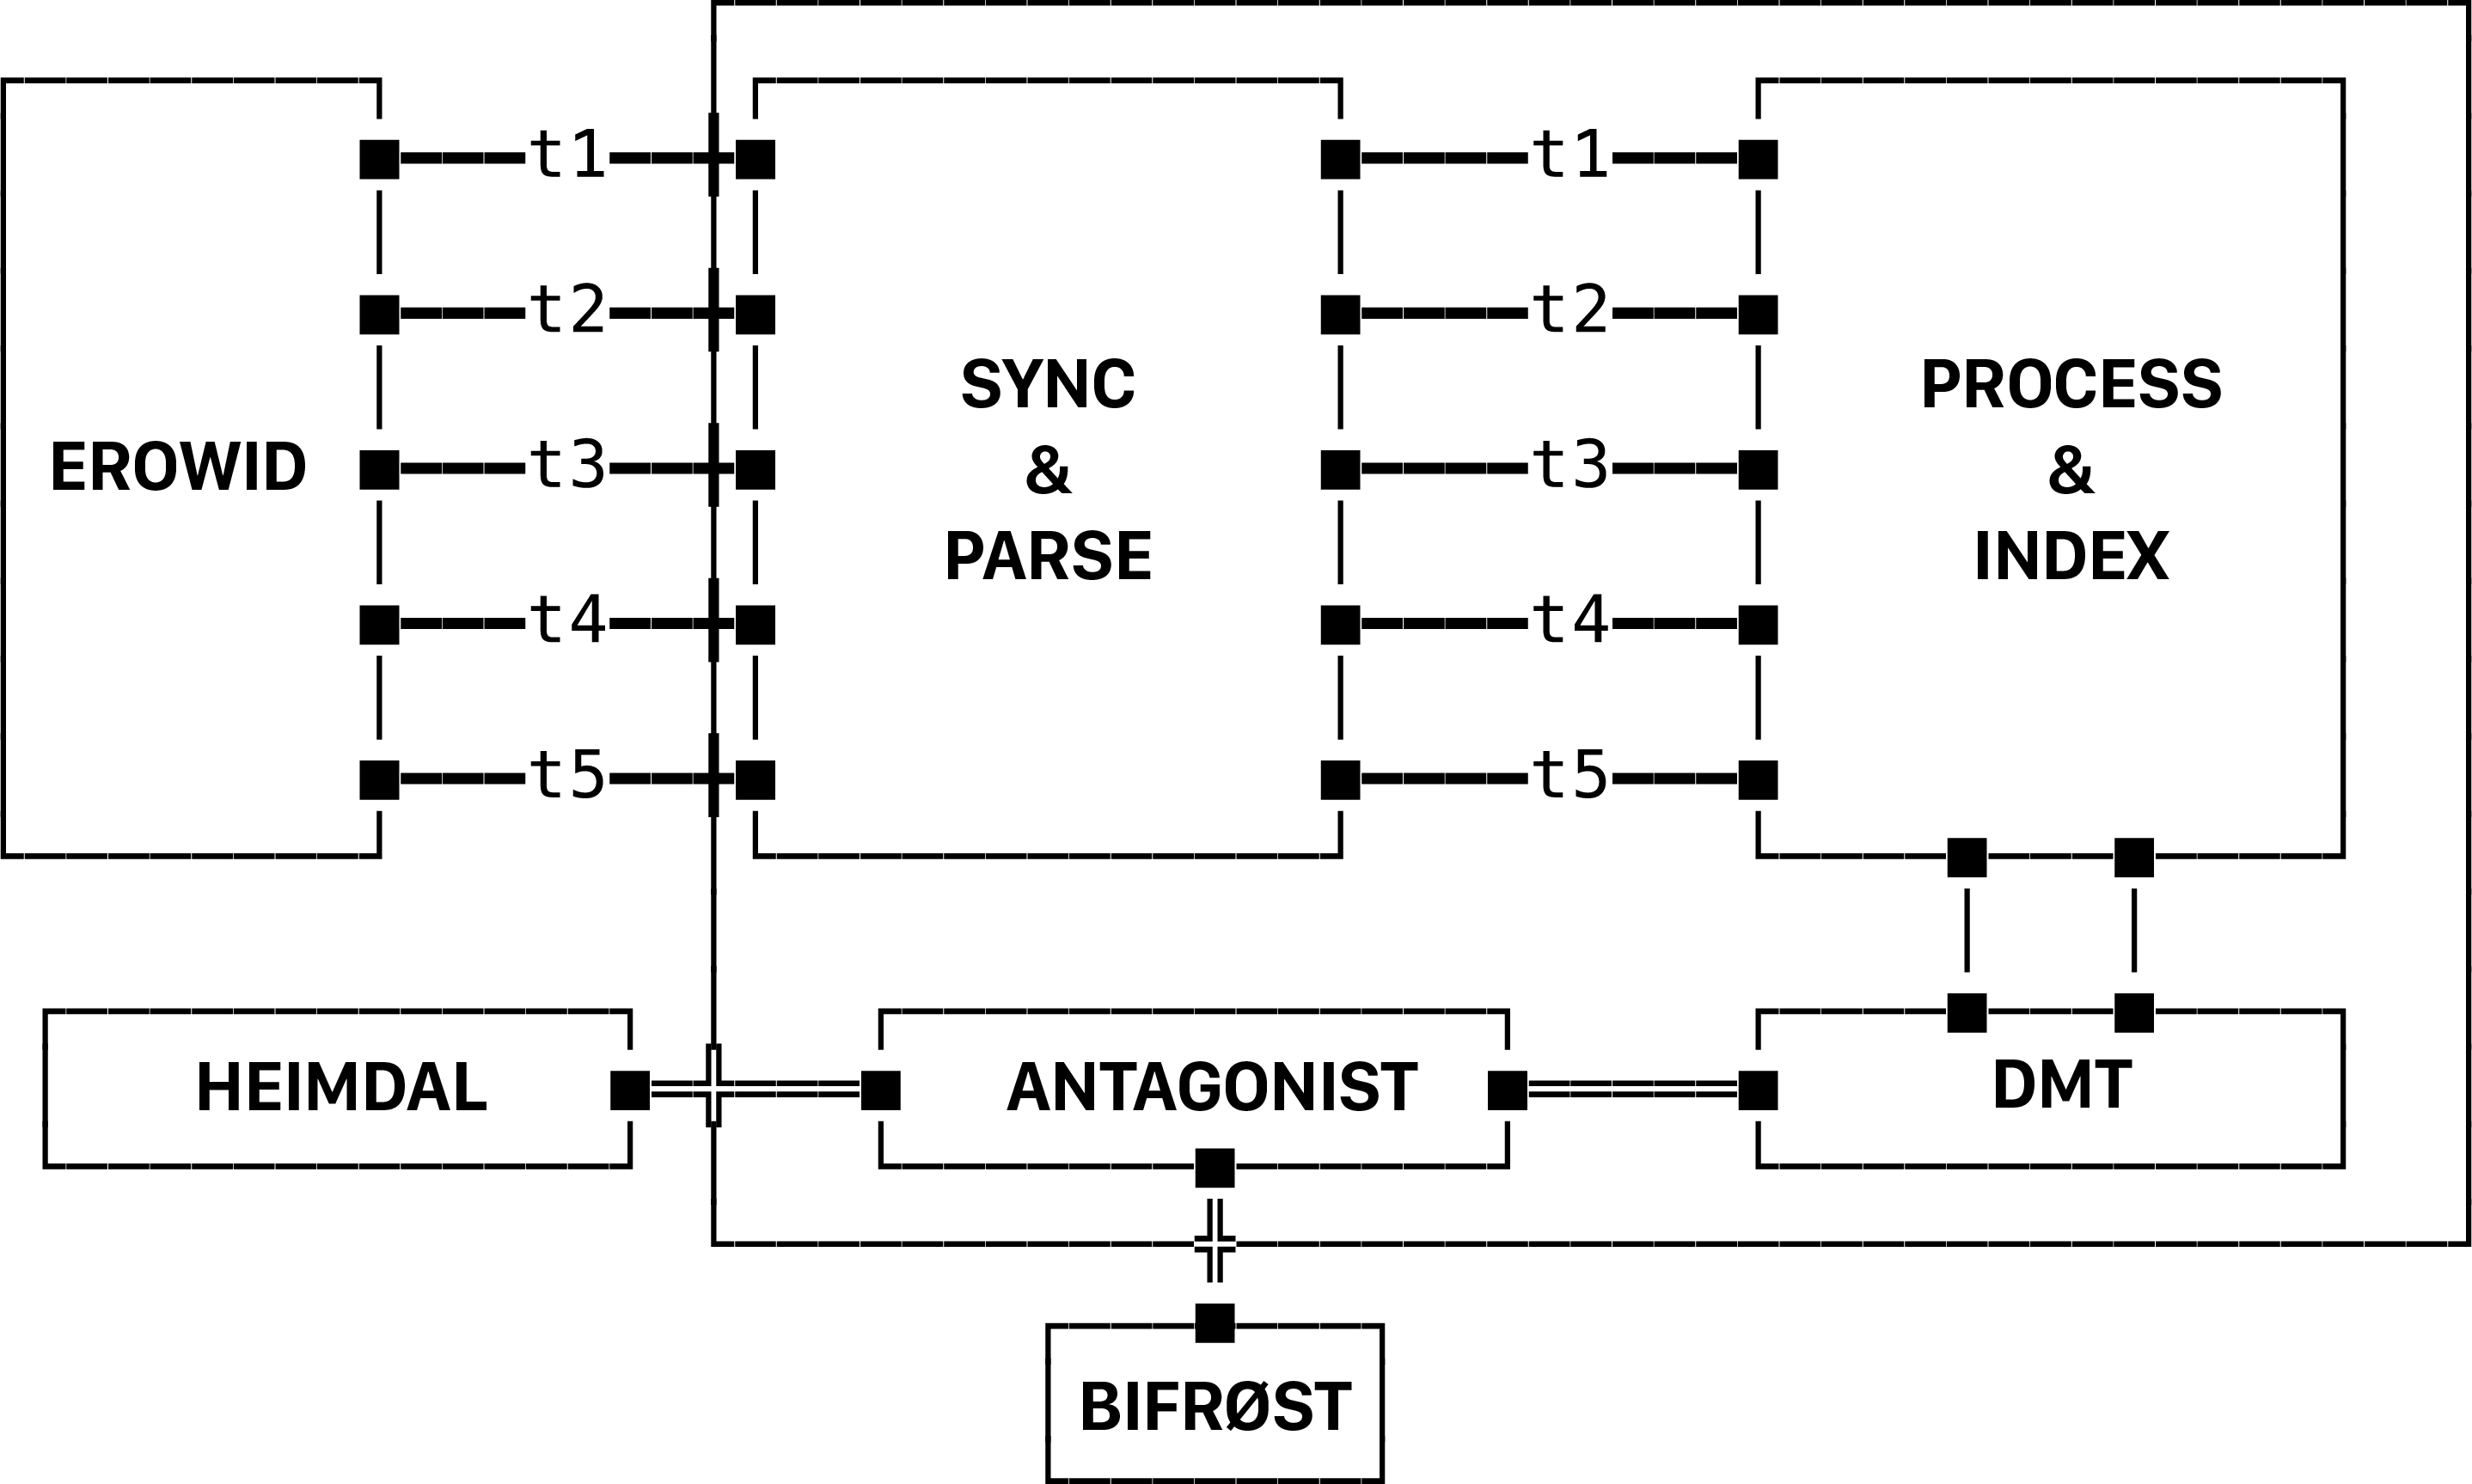 EROWID
t1
t2
t3
t4
t5
SYNC
&
PARSE
t1
t2
t3
t4
t5
PROCESS
&
INDEX
HEIMDAL
ANTAGONIST
DMT
BIFRØST